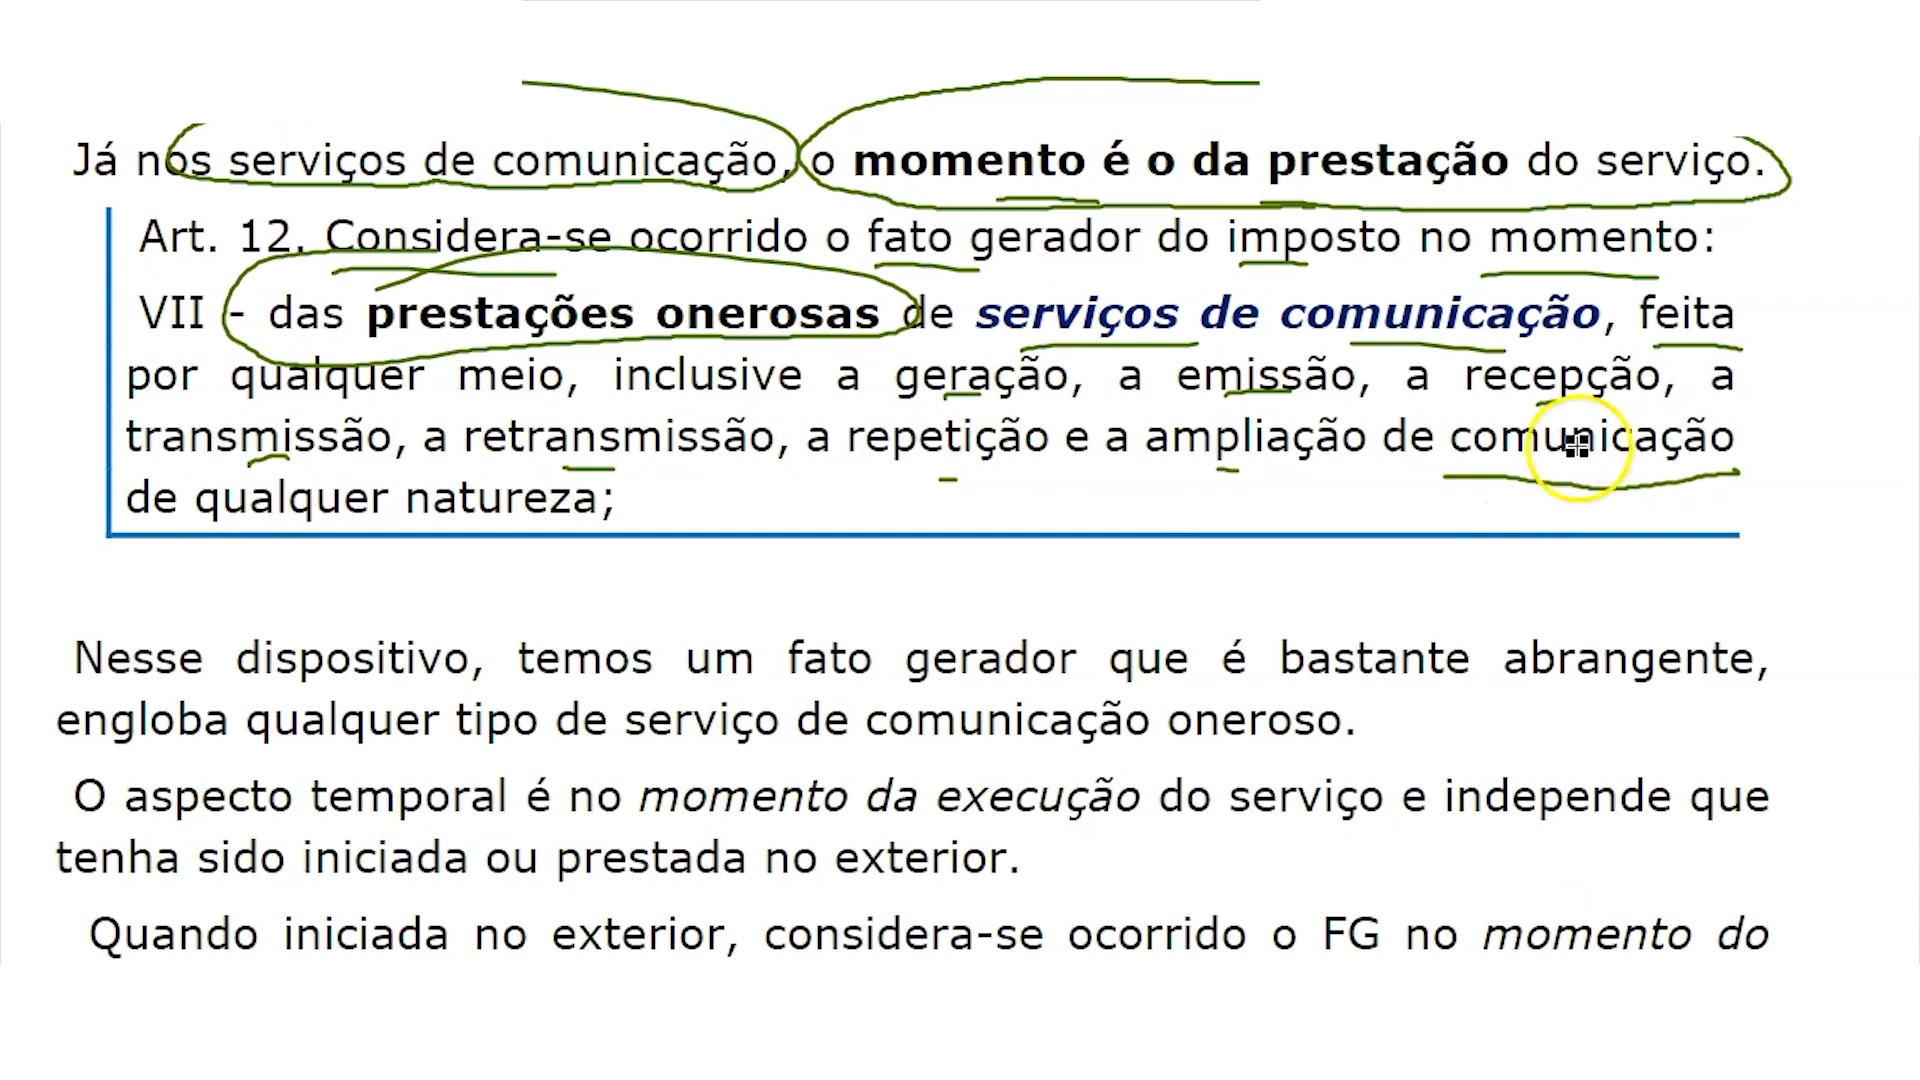 Já nos serviços de comunicação, o momento é o da prestação do serviço.
Art. 12. Considera-se ocorrido o fato gerador do imposto no momento:
VII - das prestações onerosas de serviços de comunicação, feita
por qualquer meio, inclusive a geração, a emissão, a recepção, a
transmissão, a retransmissão, a repetição e a ampliação de comunicação
de qualquer natureza;
Nesse dispositivo, temos um fato gerador que é bastante abrangente,
engloba qualquer tipo de serviço de comunicação oneroso.
O aspecto temporal é no momento da execução do serviço e independe que
tenha sido iniciada ou prestada no exterior.
Quando iniciada no exterior, considera-se ocorrido o FG no momento do